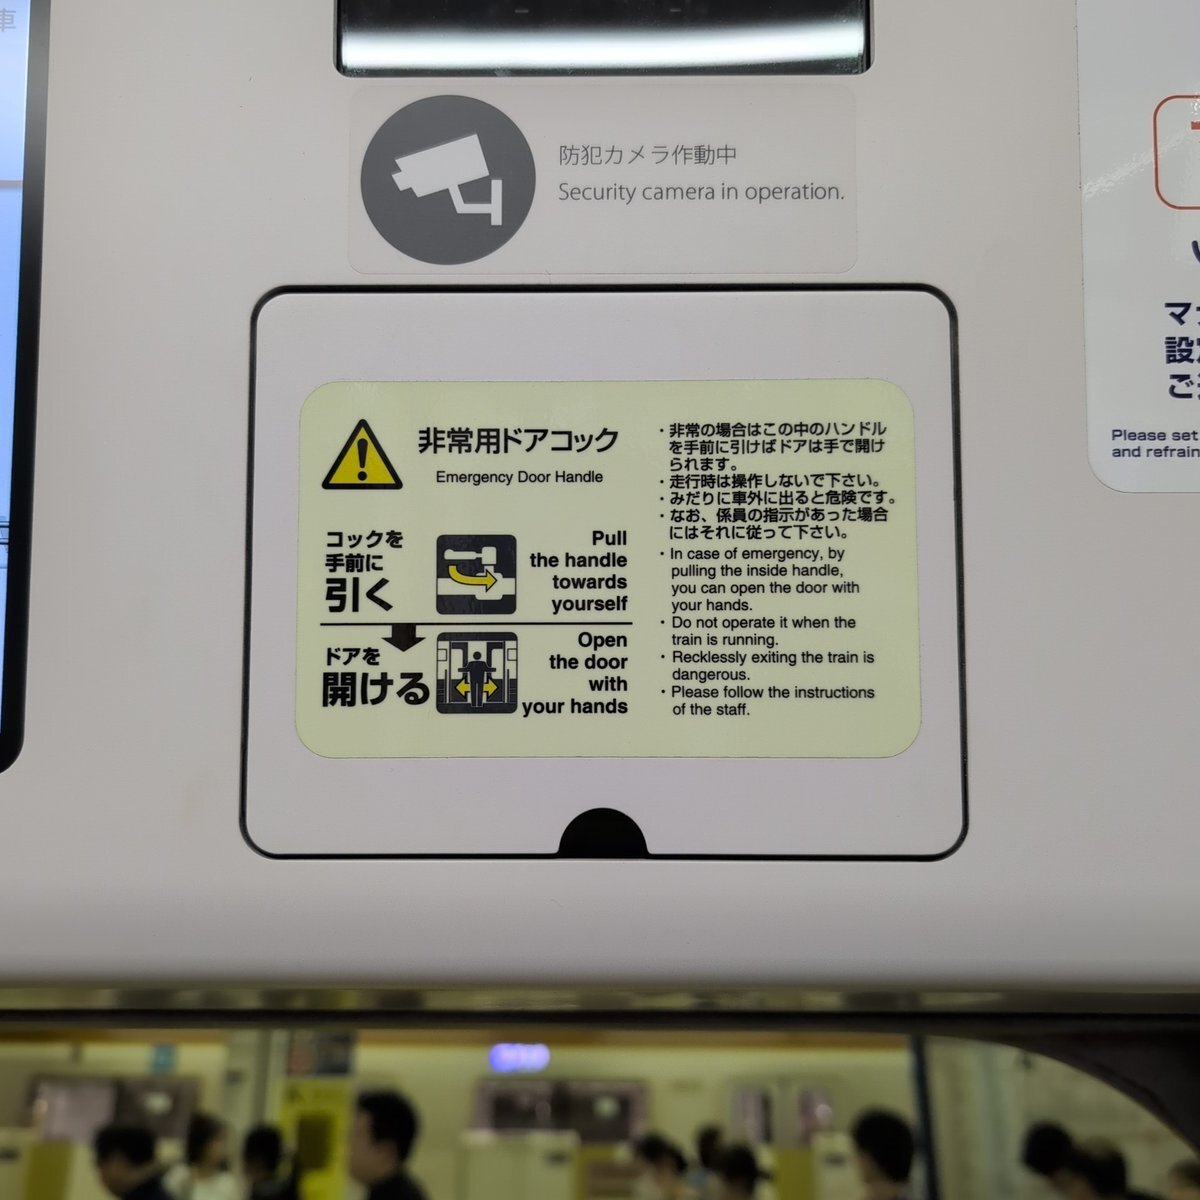 車
防犯カメラ作動中
Security camera in operation.
非常用ドアコック
Emergency Door Handle
コックを
手前に
引く
Pull
the handle
towards
yourself
ドアを
開ける
Open
the door
with
your hands
・非常の場合はこの中のハンドル
を手前に引けばドアは手で開け
られます。
・走行時は操作しないで下さい。
・みだりに車外に出ると危険です。
・なお、係員の指示があった場合
にはそれに従って下さい。
・In case of emergency, by
pulling the inside handle,
you can open the door with
your hands.
・Do not operate it when the
train is running.
・Recklessly exiting the train is
dangerous.
・Please follow the instructions
of the staff.
マ
設
ご
Please set
and refrain